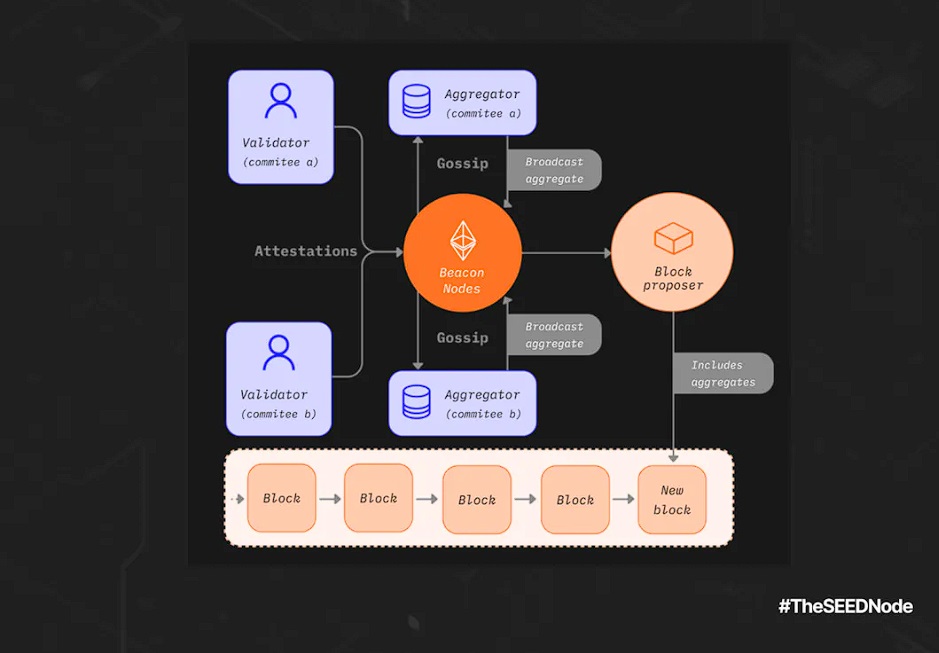 Validator
(commitee a)
Aggregator
(commitee a)
Gossip
Broadcast
aggregate
Attestations
Beacon
Nodes
Block
proposer
Gossip
Broadcast
aggregate
Validator
(commitee b)
Aggregator
(commitee b)
Includes
aggregates
Block
Block
Block
Block
New
block
#TheSEEDNode